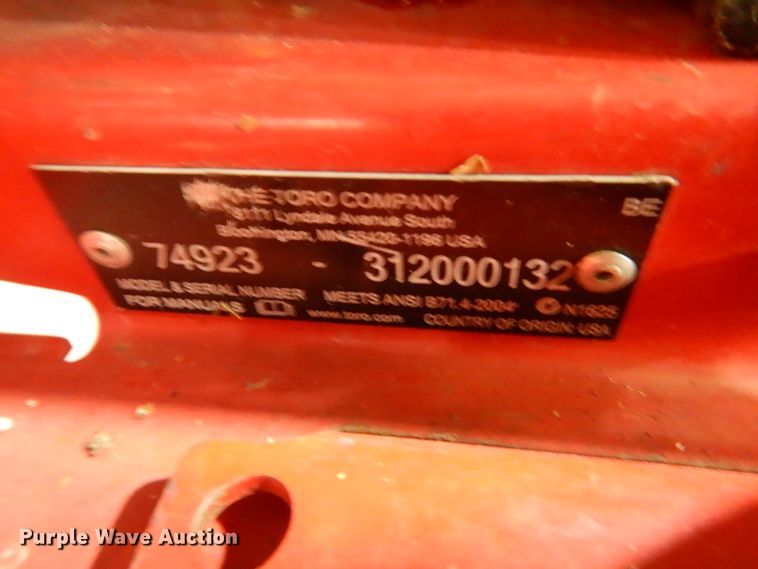 THE TORO COMPANY
8111 Lyndale Avenue South
Bloomington, MN 55420-1196 USA
BE
74923 - 312000132
MODEL & SERIAL NUMBER MEETS ANSI B71.4-2004 N1625
FOR MANUALS www.toro.com COUNTRY OF ORIGIN: USA
Purple Wave Auction